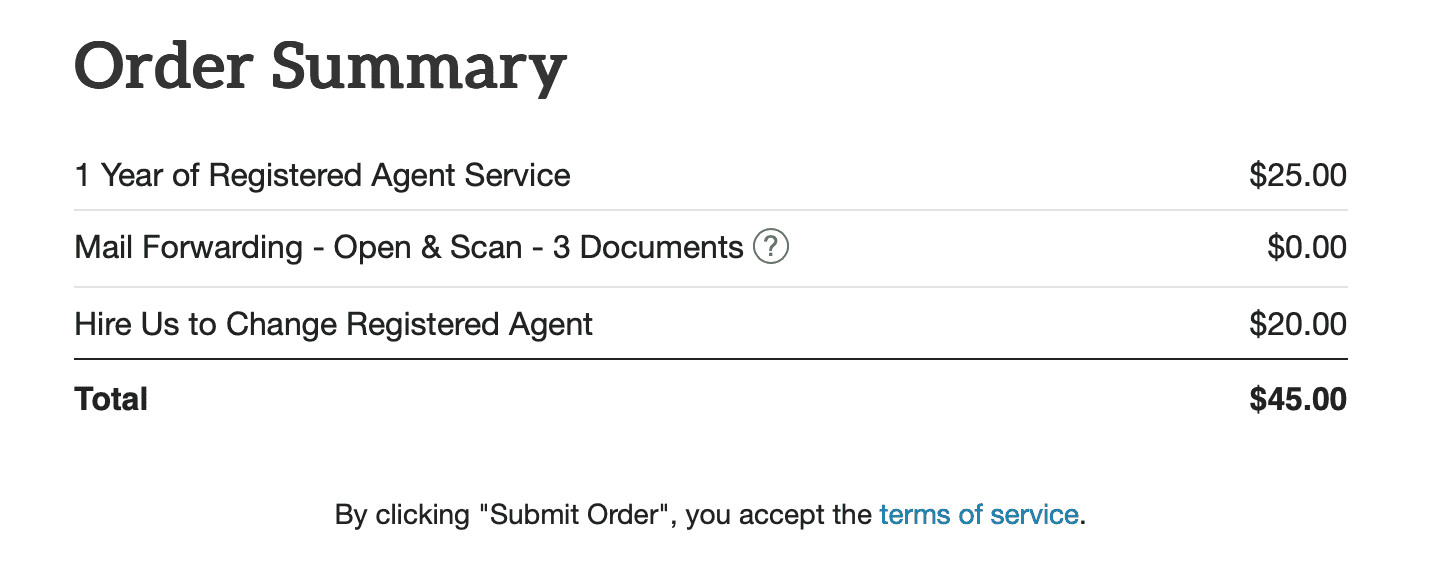 Order Summary
1 Year of Registered Agent Service $25.00
Mail Forwarding - Open & Scan - 3 Documents ? $0.00
Hire Us to Change Registered Agent $20.00
Total $45.00
By clicking "Submit Order", you accept the terms of service.